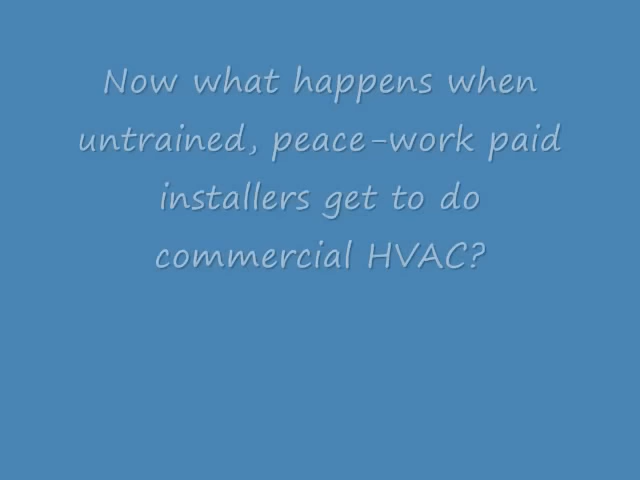 Now what happens when
untrained, peace-work paid
installers get to do
commercial HVAC?